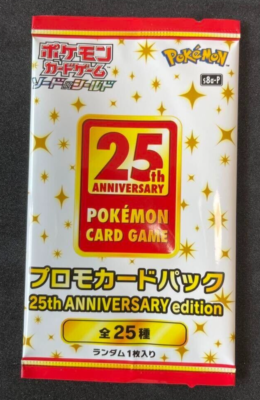 ポケモン
カードゲーム
ソード&シールド
POKÉMON
s8a-P
25th
ANNIVERSARY
POKÉMON
CARD GAME
プロモカードパック
25th ANNIVERSARY edition
全25種
ランダム1枚入り